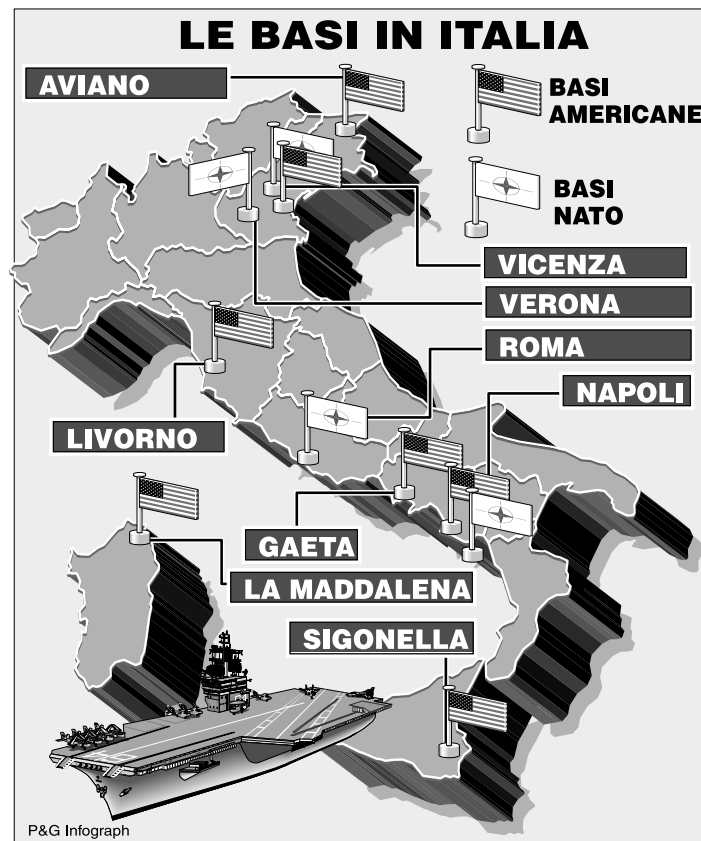 LE BASI IN ITALIA
AVIANO
BASI
AMERICANE
BASI
NATO
VICENZA
VERONA
ROMA
NAPOLI
LIVORNO
GAETA
LA MADDALENA
SIGONELLA
P&G Infograph